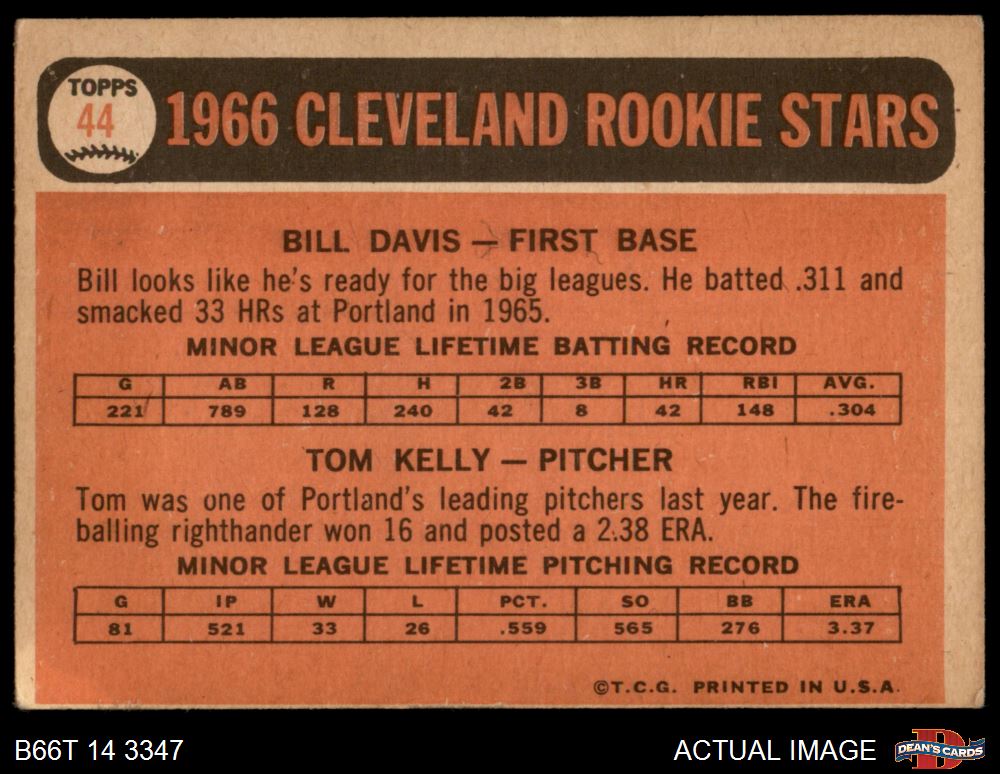 TOPPS
44
1966 CLEVELAND ROOKIE STARS
BILL DAVIS — FIRST BASE
Bill looks like he's ready for the big leagues. He batted .311 and
smacked 33 HRs at Portland in 1965.
MINOR LEAGUE LIFETIME BATTING RECORD
G AB R H 2B 3B HR RBI AVG.
221 789 128 240 42 8 42 148 .304
TOM KELLY — PITCHER
Tom was one of Portland's leading pitchers last year. The fire-
balling righthander won 16 and posted a 2.38 ERA.
MINOR LEAGUE LIFETIME PITCHING RECORD
G IP W L PCT. SO BB ERA
81 521 33 26 .559 565 276 3.37
©T.C.G. PRINTED IN U.S.A.
B66T 14 3347
ACTUAL IMAGE
DEAN'S CARDS